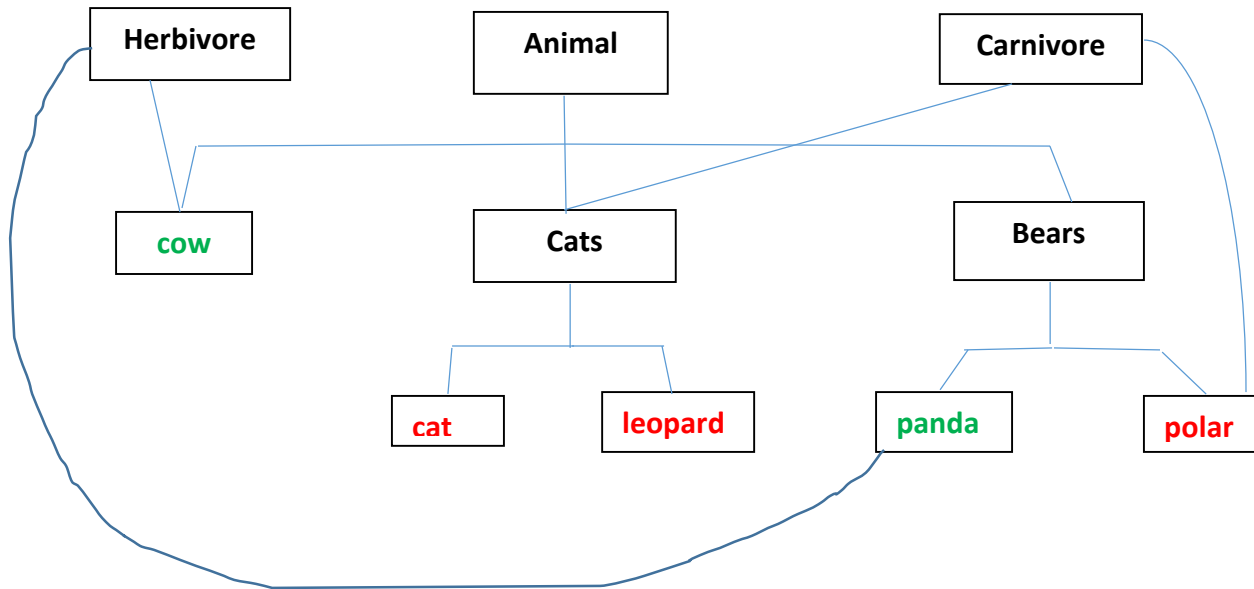 Herbivore
Animal
Carnivore
cow
Cats
Bears
cat
leopard
panda
polar